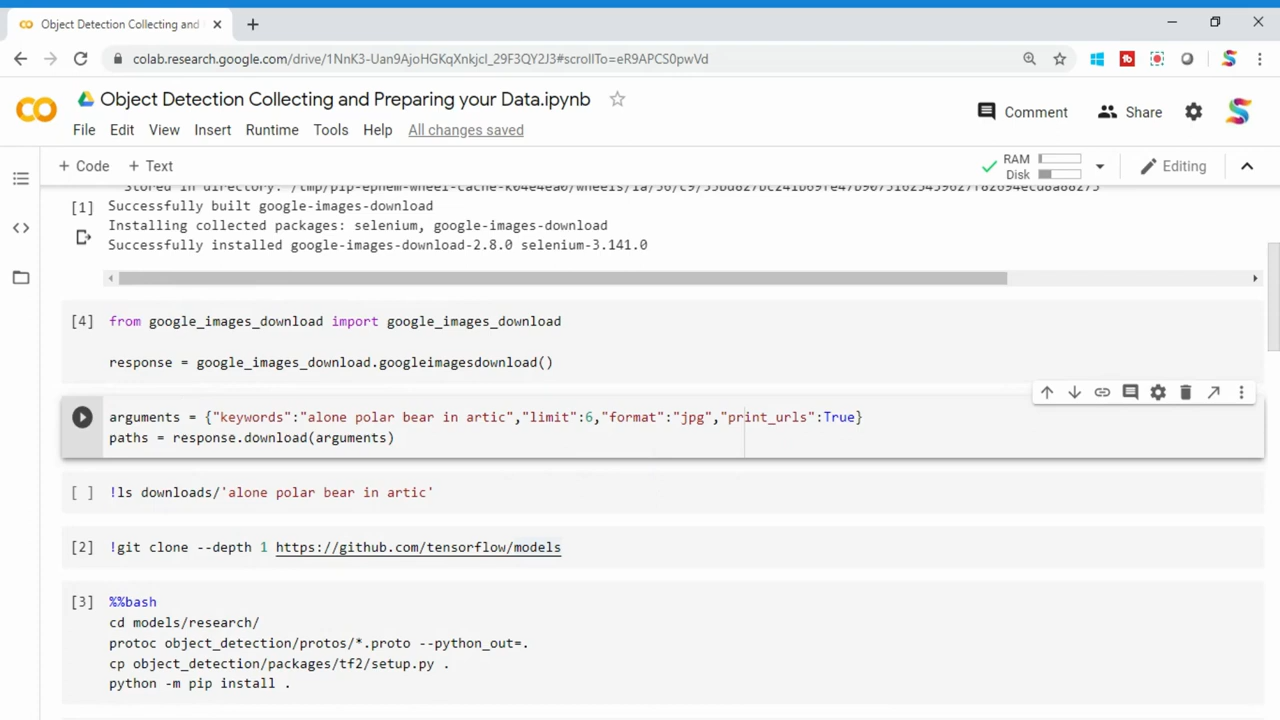 Object Detection Collecting and
colab.research.google.com/drive/1NnK3-Uan9AjoHGKqXnkjcl_29F3QY2J3#scrollTo=eR9APCS0pwVd
Object Detection Collecting and Preparing your Data.ipynb
Comment
Share
File Edit View Insert Runtime Tools Help All changes saved
+ Code + Text
RAM
Disk
Editing
Stored in directory:
[1] Successfully built google-images-download
Installing collected packages: selenium, google-images-download
Successfully installed google-images-download-2.8.0 selenium-3.141.0
[4] from google_images_download import google_images_download
response = google_images_download.googleimagesdownload()
arguments = {"keywords":"alone polar bear in artic","limit":6,"format":"jpg","print_urls":True}
paths = response.download(arguments)
[ ] !ls downloads/'alone polar bear in artic'
[2] !git clone --depth 1 https://github.com/tensorflow/models
[3] %%bash
cd models/research/
protoc object_detection/protos/*.proto --python_out=.
cp object_detection/packages/tf2/setup.py .
python -m pip install .